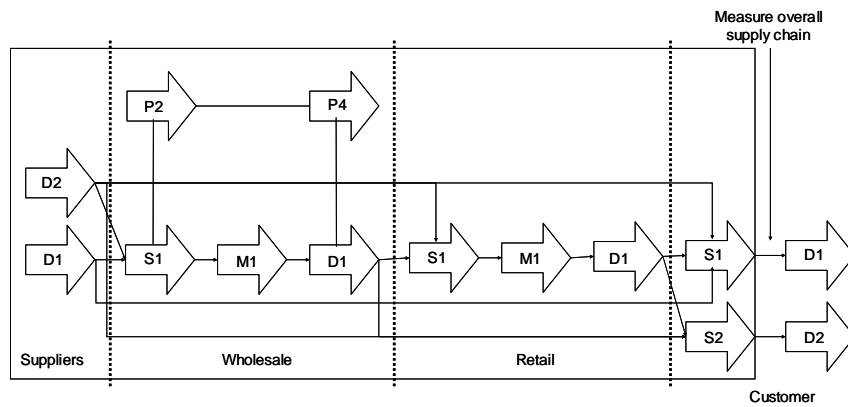 Measure overall
supply chain
P2
P4
D2
D1
S1
M1
D1
S1
M1
D1
S1
D1
S2
D2
Suppliers
Wholesale
Retail
Customer